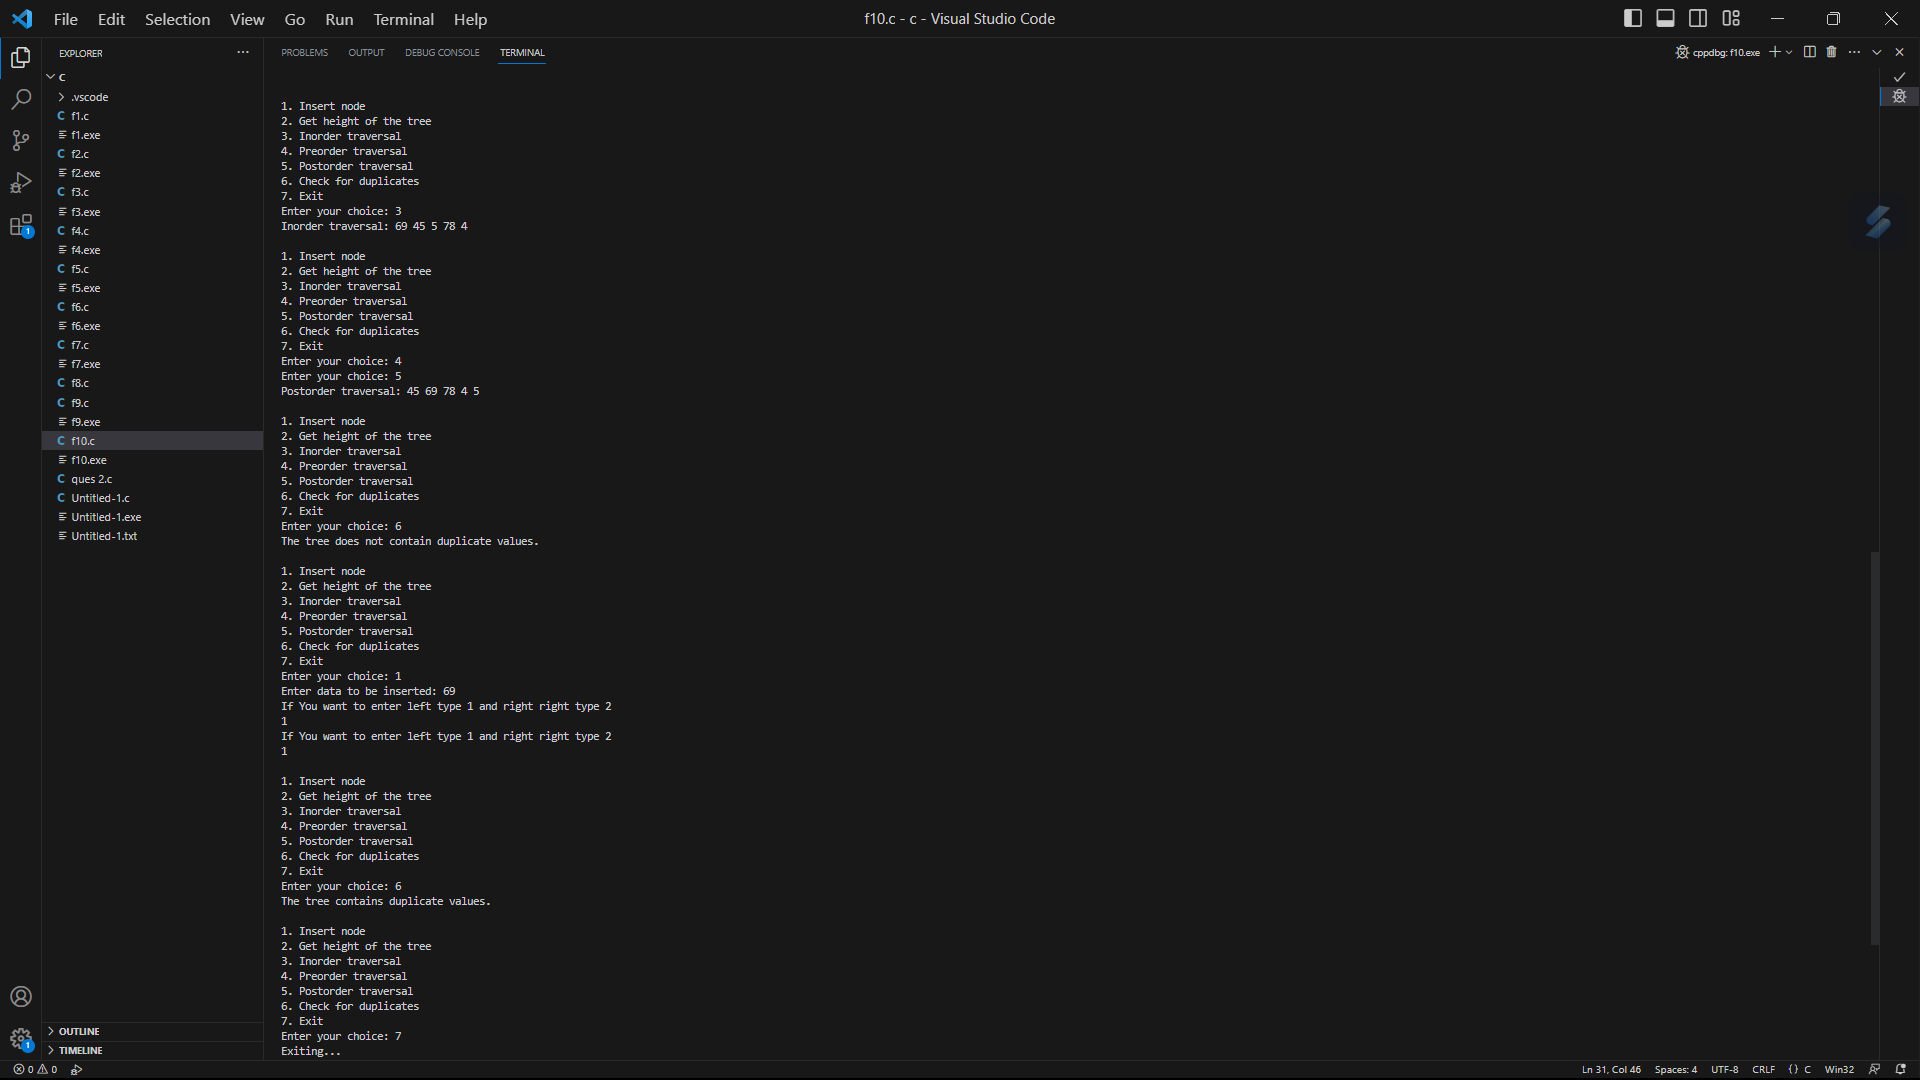 File Edit Selection View Go Run Terminal Help
f10.c - c - Visual Studio Code
EXPLORER
C
.vscode
f1.c
f1.exe
f2.c
f2.exe
f3.c
f3.exe
f4.c
f4.exe
f5.c
f5.exe
f6.c
f6.exe
f7.c
f7.exe
f8.c
f9.c
f9.exe
f10.c
f10.exe
ques 2.c
Untitled-1.c
Untitled-1.exe
Untitled-1.txt
OUTLINE
TIMELINE
PROBLEMS OUTPUT DEBUG CONSOLE TERMINAL
cppdbg: f10.exe
1. Insert node
2. Get height of the tree
3. Inorder traversal
4. Preorder traversal
5. Postorder traversal
6. Check for duplicates
7. Exit
Enter your choice: 3
Inorder traversal: 69 45 5 78 4
1. Insert node
2. Get height of the tree
3. Inorder traversal
4. Preorder traversal
5. Postorder traversal
6. Check for duplicates
7. Exit
Enter your choice: 4
Enter your choice: 5
Postorder traversal: 45 69 78 4 5
1. Insert node
2. Get height of the tree
3. Inorder traversal
4. Preorder traversal
5. Postorder traversal
6. Check for duplicates
7. Exit
Enter your choice: 6
The tree does not contain duplicate values.
1. Insert node
2. Get height of the tree
3. Inorder traversal
4. Preorder traversal
5. Postorder traversal
6. Check for duplicates
7. Exit
Enter your choice: 1
Enter data to be inserted: 69
If You want to enter left type 1 and right right type 2
1
If You want to enter left type 1 and right right type 2
1
1. Insert node
2. Get height of the tree
3. Inorder traversal
4. Preorder traversal
5. Postorder traversal
6. Check for duplicates
7. Exit
Enter your choice: 6
The tree contains duplicate values.
1. Insert node
2. Get height of the tree
3. Inorder traversal
4. Preorder traversal
5. Postorder traversal
6. Check for duplicates
7. Exit
Enter your choice: 7
Exiting...
0 0
Ln 31, Col 46 Spaces: 4 UTF-8 CRLF {} C Win32